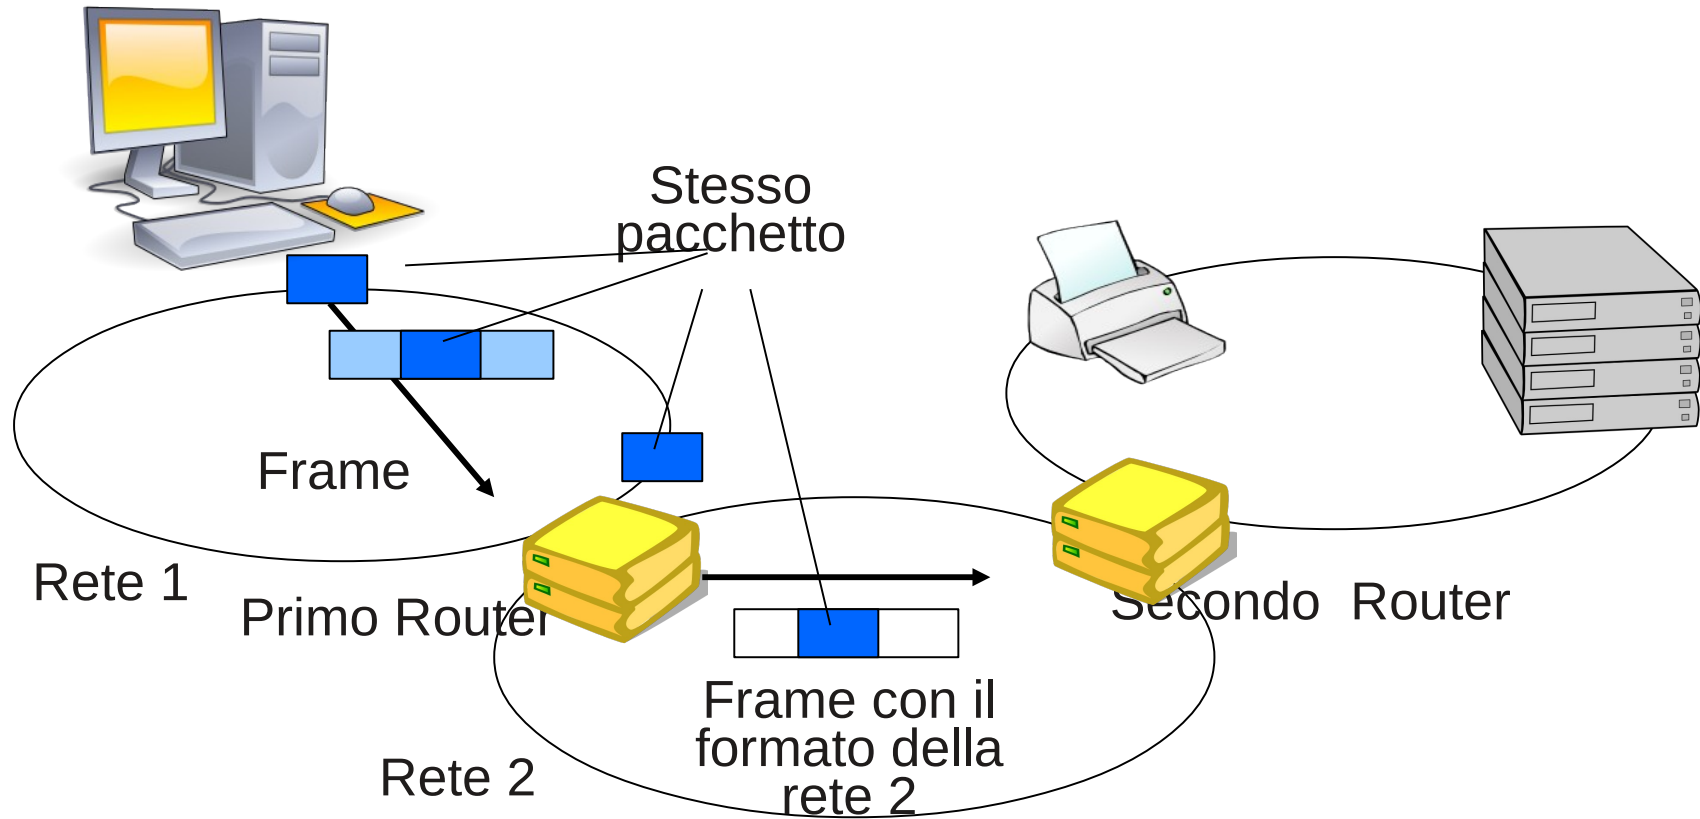 Stesso
pacchetto
Frame
Rete 1
Primo Router
Secondo Router
Frame con il
formato della
rete 2
Rete 2